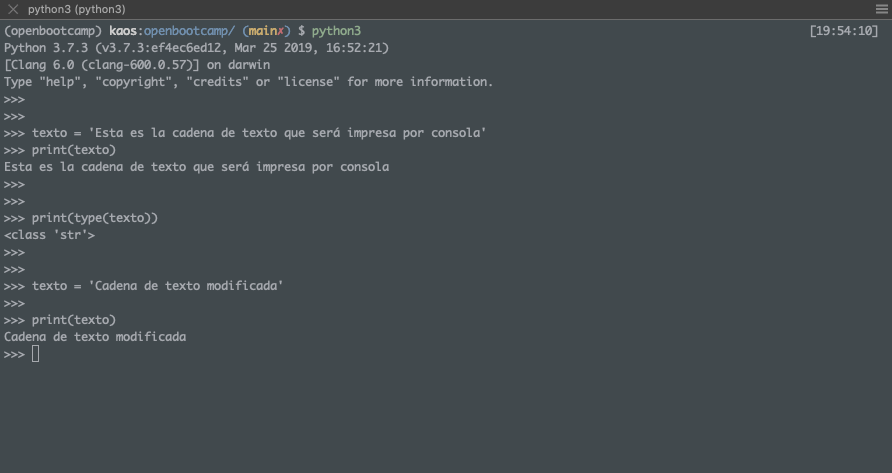 python3 (python3)
(openbootcamp) kaos:openbootcamp/ (main✗) $ python3 [19:54:10]
Python 3.7.3 (v3.7.3:ef4ec6ed12, Mar 25 2019, 16:52:21)
[Clang 6.0 (clang-600.0.57)] on darwin
Type "help", "copyright", "credits" or "license" for more information.
>>>
>>>
>>> texto = 'Esta es la cadena de texto que será impresa por consola'
>>> print(texto)
Esta es la cadena de texto que será impresa por consola
>>>
>>>
>>> print(type(texto))
<class 'str'>
>>>
>>>
>>> texto = 'Cadena de texto modificada'
>>>
>>> print(texto)
Cadena de texto modificada
>>>